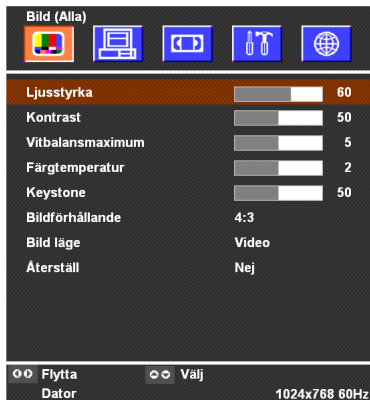 Bild (Alla)
Ljusstyrka 60
Kontrast 50
Vitbalansmaximum 5
Färgtemperatur 2
Keystone 50
Bildförhållande 4:3
Bild läge Video
Återställ Nej
Flytta Välj
Dator 1024x768 60Hz